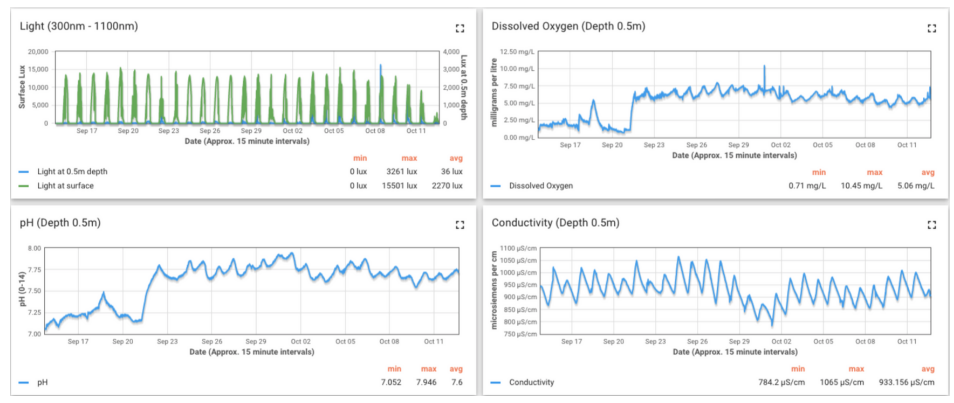 Light (300nm - 1100nm)
20,000
15,000
10,000
5,000
0
Surface Lux
4,000
3,000
2,000
1,000
0
Lux at 0.5m depth
Sep 17 Sep 20 Sep 23 Sep 26 Sep 29 Oct 02 Oct 05 Oct 08 Oct 11
Date (Approx. 15 minute intervals)
min max avg
Light at 0.5m depth 0 lux 3261 lux 36 lux
Light at surface 0 lux 15501 lux 2270 lux
Dissolved Oxygen (Depth 0.5m)
12.50 mg/L
10.00 mg/L
7.50 mg/L
5.00 mg/L
2.50 mg/L
0.00 mg/L
milligrams per litre
Sep 17 Sep 20 Sep 23 Sep 26 Sep 29 Oct 02 Oct 05 Oct 08 Oct 11
Date (Approx. 15 minute intervals)
min max avg
Dissolved Oxygen 0.71 mg/L 10.45 mg/L 5.06 mg/L
pH (Depth 0.5m)
8.00
7.75
7.50
7.25
7.00
pH (0-14)
Sep 17 Sep 20 Sep 23 Sep 26 Sep 29 Oct 02 Oct 05 Oct 08 Oct 11
Date (Approx. 15 minute intervals)
min max avg
pH 7.052 7.946 7.6
Conductivity (Depth 0.5m)
1100 µS/cm
1050 µS/cm
1000 µS/cm
950 µS/cm
900 µS/cm
850 µS/cm
800 µS/cm
750 µS/cm
microsiemens per cm
Sep 17 Sep 20 Sep 23 Sep 26 Sep 29 Oct 02 Oct 05 Oct 08 Oct 11
Date (Approx. 15 minute intervals)
min max avg
Conductivity 784.2 µS/cm 1065 µS/cm 933.156 µS/cm